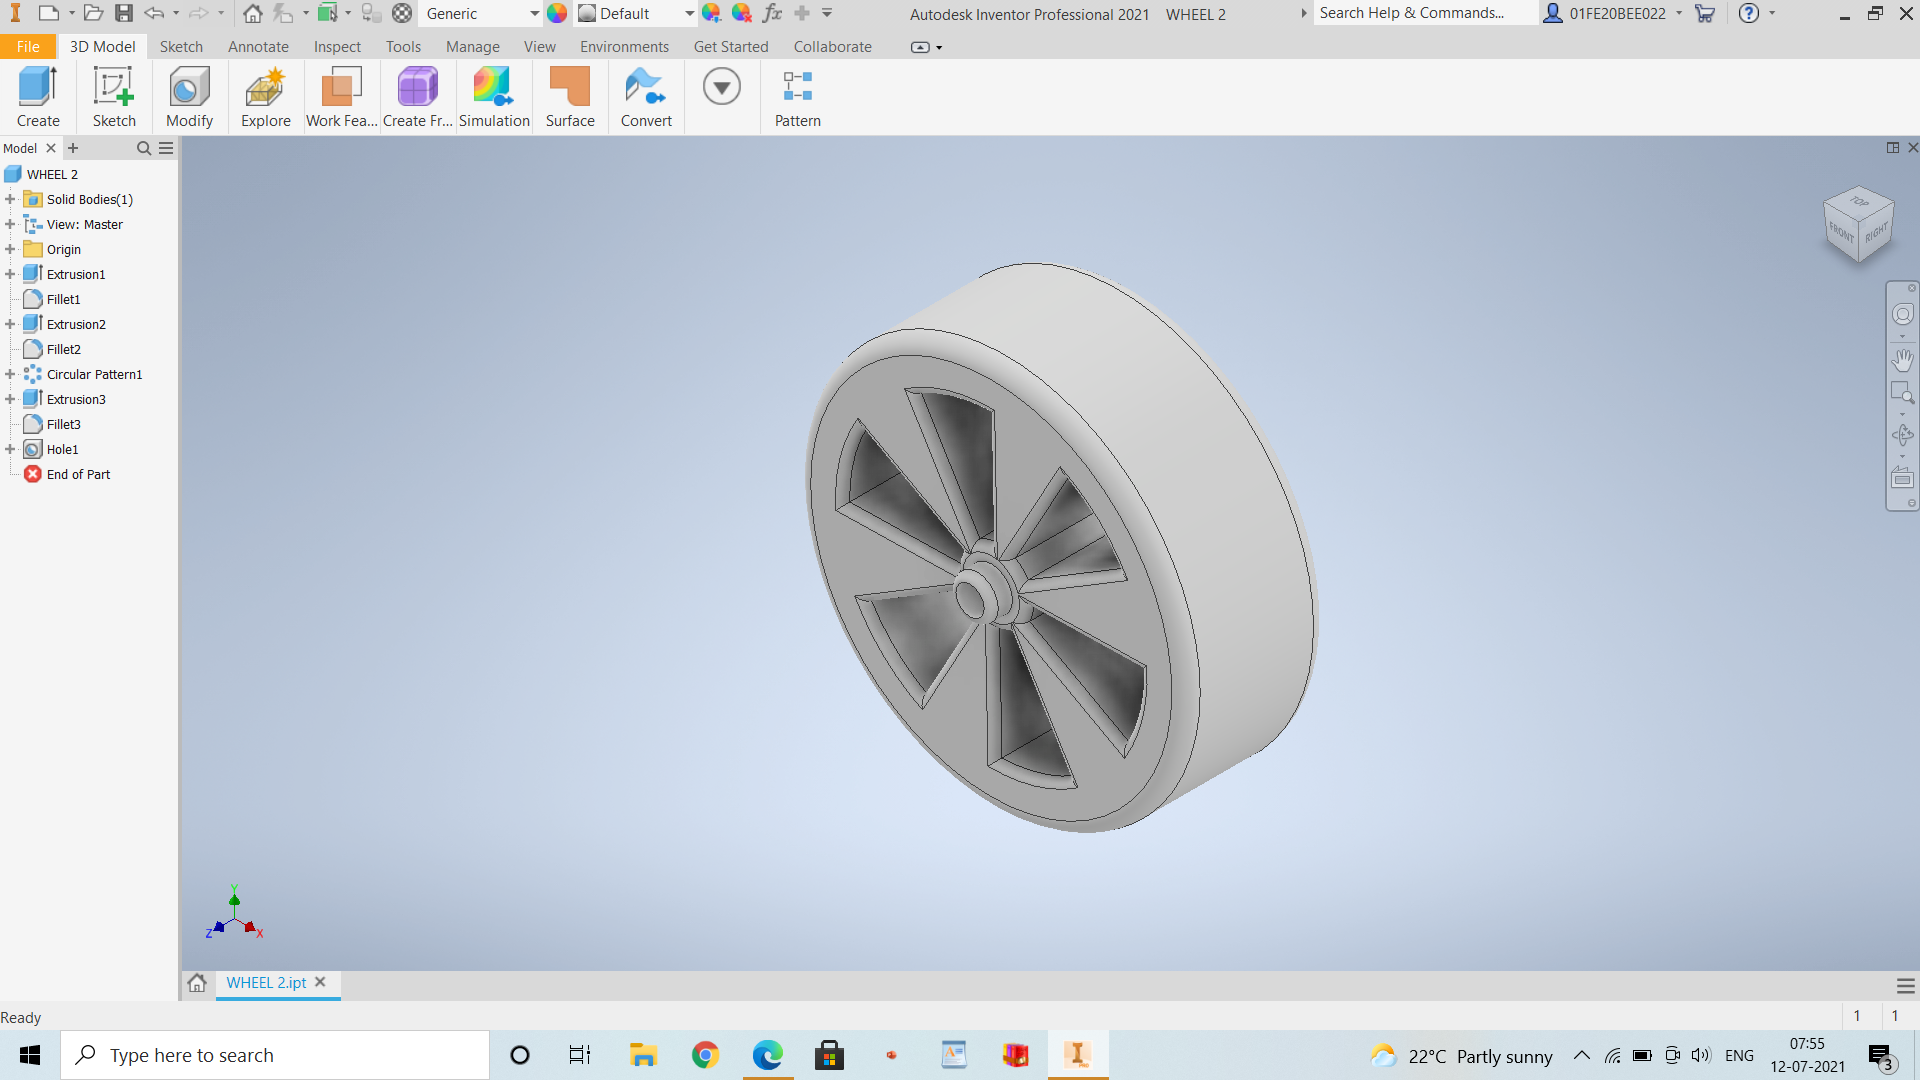 Generic
Default
Autodesk Inventor Professional 2021 WHEEL 2
Search Help & Commands...
01FE20BEE022
File
3D Model
Sketch
Annotate
Inspect
Tools
Manage
View
Environments
Get Started
Collaborate
Create
Sketch
Modify
Explore
Work Fea...
Create Fr...
Simulation
Surface
Convert
Pattern
Model
WHEEL 2
Solid Bodies(1)
View: Master
Origin
Extrusion1
Fillet1
Extrusion2
Fillet2
Circular Pattern1
Extrusion3
Fillet3
Hole1
End of Part
TOP
FRONT
RIGHT
Y
Z
X
WHEEL 2.ipt
Ready
1 1
Type here to search
22°C Partly sunny
ENG
07:55
12-07-2021
3